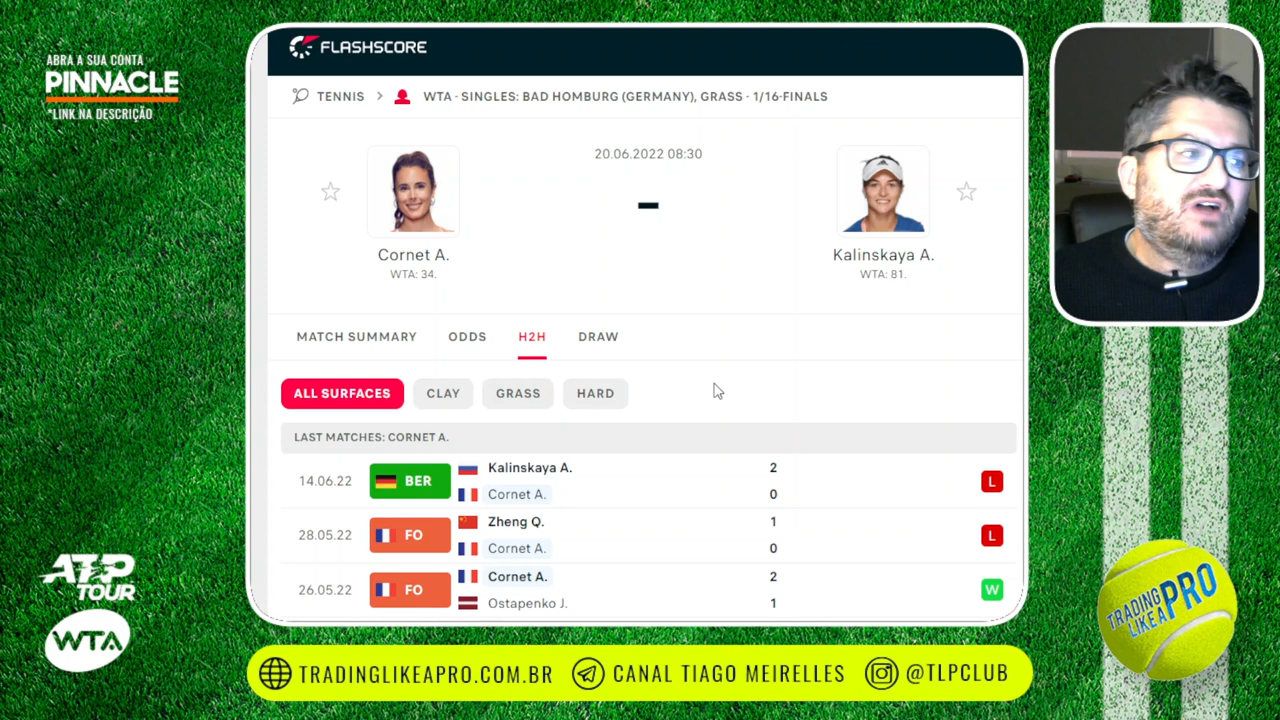 ABRA A SUA CONTA
PINNACLE
*LINK NA DESCRIÇÃO
FLASHSCORE
TENNIS > WTA - SINGLES: BAD HOMBURG (GERMANY), GRASS - 1/16-FINALS
20.06.2022 08:30
-
Cornet A.
WTA: 34.
Kalinskaya A.
WTA: 81.
MATCH SUMMARY ODDS H2H DRAW
ALL SURFACES CLAY GRASS HARD
LAST MATCHES: CORNET A.
14.06.22 BER Kalinskaya A. 2 L
Cornet A. 0
28.05.22 FO Zheng Q. 1 L
Cornet A. 0
26.05.22 FO Cornet A. 2 W
Ostapenko J. 1
ATP
TOUR
WTA
TRADING
LIKE A
PRO
TRADINGLIKEAPRO.COM.BR CANAL TIAGO MEIRELLES @TLPCLUB